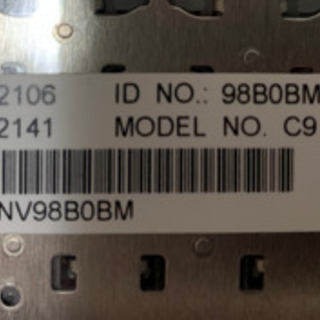 2106 ID NO.: 98B0BM
2141 MODEL NO. C9
NV98B0BM